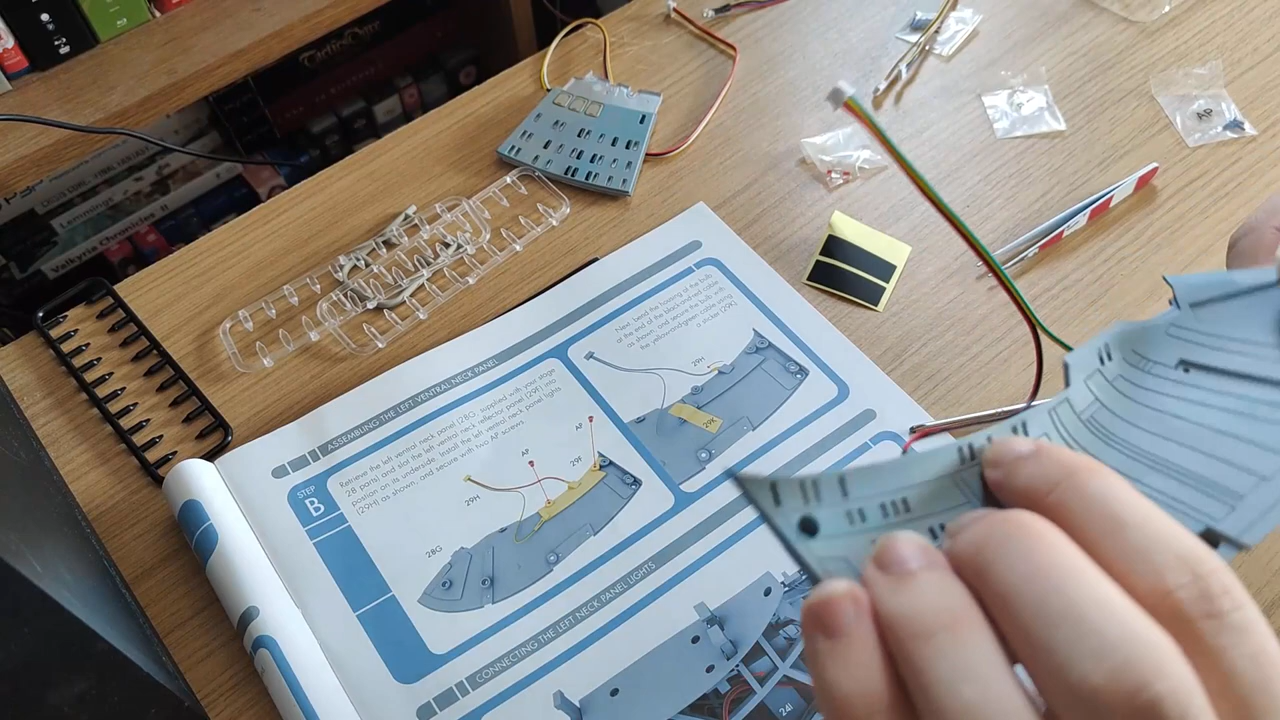 Tactics Ogre
Lemmings
Valkyria Chronicles
AP
ASSEMBLING THE LEFT VENTRAL NECK PANEL
STEP
B
Retrieve the left ventral neck panel (28G, supplied with your stage
28 parts) and slot the left ventral reflector panel (29F) into
position on its underside. Install the left ventral neck panel lights
(29H) as shown, and secure with two AP screws.
AP
AP
29F
29H
28G
Next, bend the housing of the bulb
at the end of the black-and-red cable
as shown, and secure the bulb with
the yellow-and-green cable using
a sticker (29K).
29H
29K
CONNECTING THE LEFT NECK PANEL LIGHTS
24I